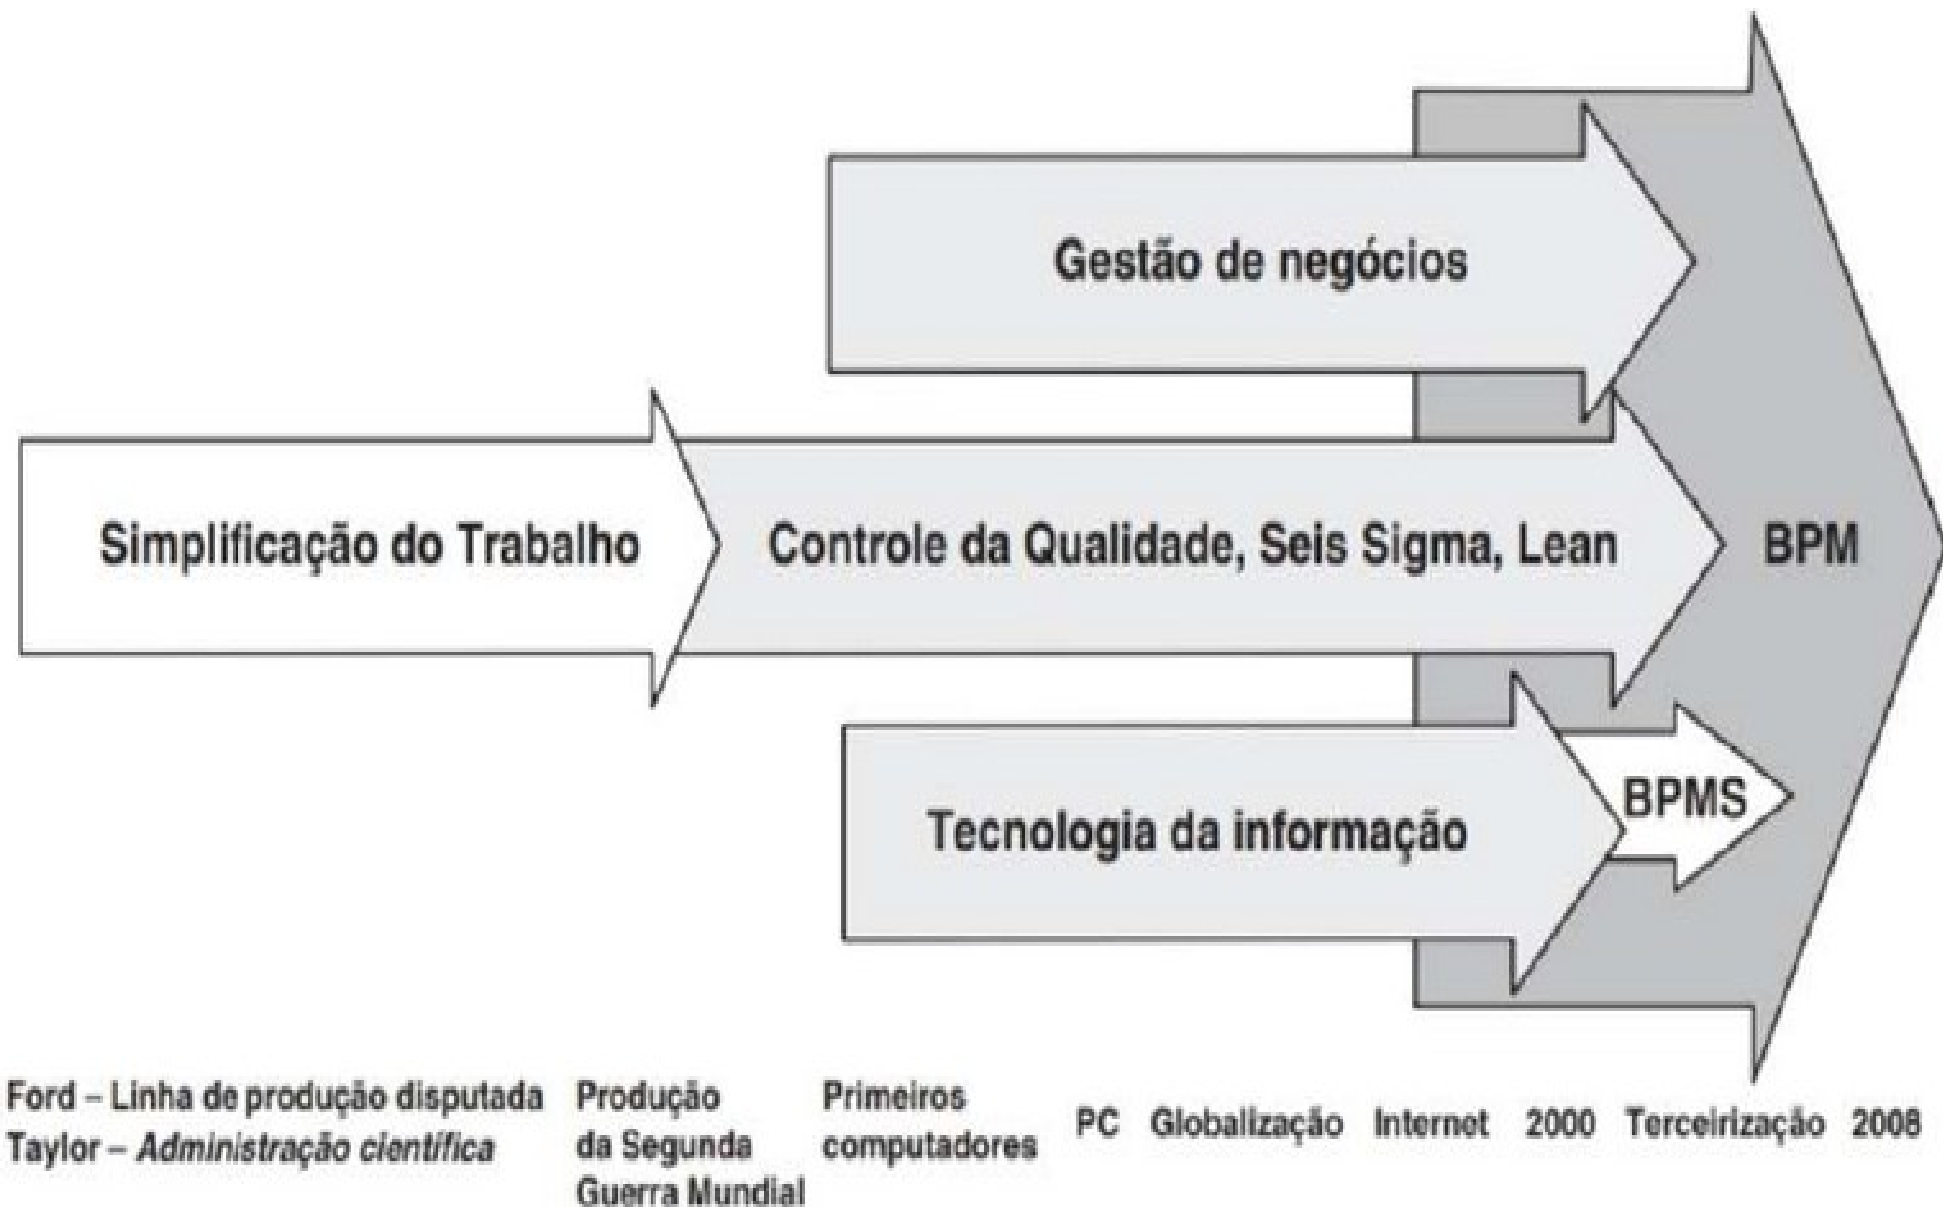 Gestão de negócios
Simplificação do Trabalho
Controle da Qualidade, Seis Sigma, Lean
BPM
BPMS
Tecnologia da informação
Ford – Linha de produção disputada
Taylor – Administração científica
Produção
da Segunda
Guerra Mundial
Primeiros
computadores
PC Globalização Internet 2000 Terceirização 2008